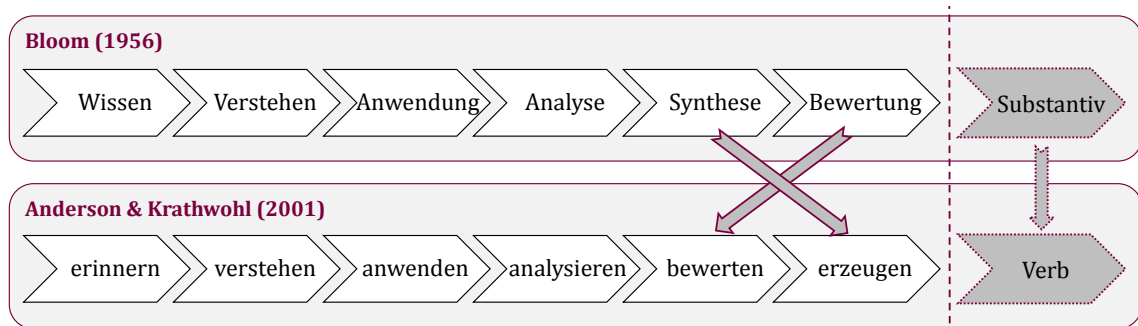 Bloom (1956)
Wissen Verstehen Anwendung Analyse Synthese Bewertung Substantiv
Anderson & Krathwohl (2001)
erinnern verstehen anwenden analysieren bewerten erzeugen Verb